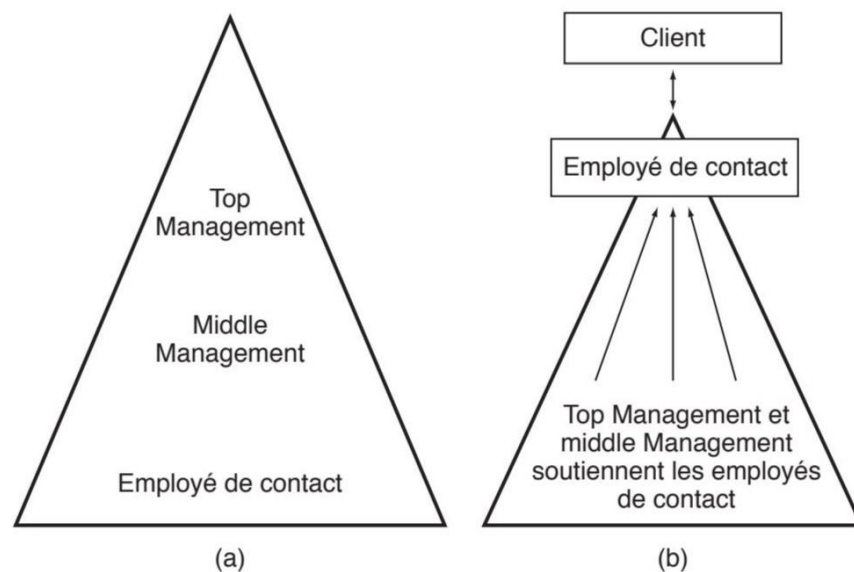 Top
Management
Middle
Management
Employé de contact
(a)
Client
Employé de contact
Top Management et
middle Management
soutiennent les employés
de contact
(b)